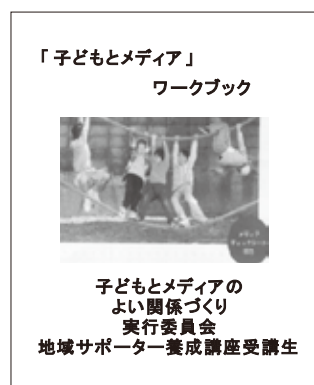 「子どもとメディア」
ワークブック
子どもとメディアの
よい関係づくり
実行委員会
地域サポーター養成講座受講生